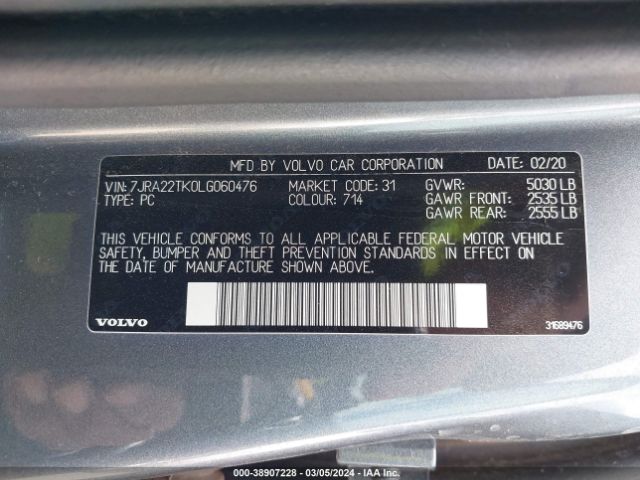 MFD BY VOLVO CAR CORPORATION DATE: 02/20
VIN: 7JRA22TK0LG060476 MARKET CODE: 31 GVWR: 5030 LB
TYPE: PC COLOUR: 714 GAWR FRONT: 2535 LB
GAWR REAR: 2555 LB
THIS VEHICLE CONFORMS TO ALL APPLICABLE FEDERAL MOTOR VEHICLE
SAFETY, BUMPER AND THEFT PREVENTION STANDARDS IN EFFECT ON
THE DATE OF MANUFACTURE SHOWN ABOVE.
VOLVO 31689476
000-38907228 - 03/05/2024 - IAA Inc.